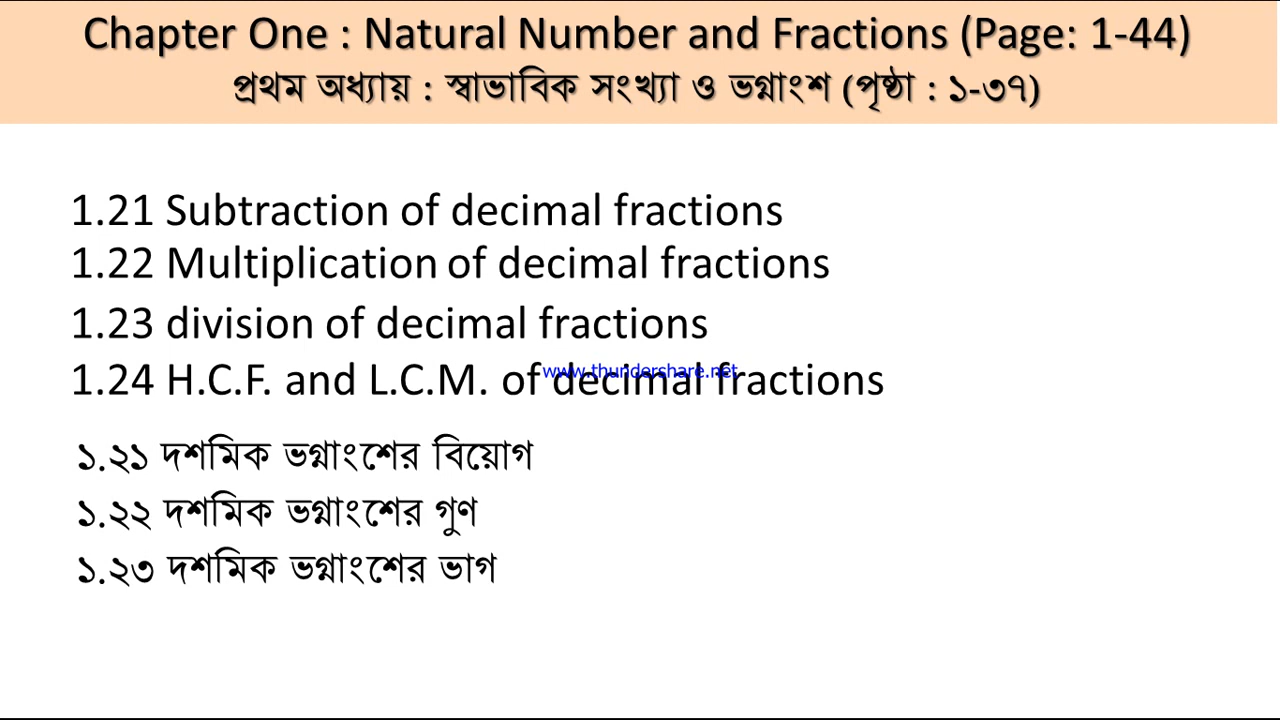 Chapter One : Natural Number and Fractions (Page: 1-44)
প্রথম অধ্যায় : স্বাভাবিক সংখ্যা ও ভগ্নাংশ (পৃষ্ঠা : ১-৩৭)
1.21 Subtraction of decimal fractions
1.22 Multiplication of decimal fractions
1.23 division of decimal fractions
1.24 H.C.F. and L.C.M. of decimal fractions
www.thundershare.net
১.২১ দশমিক ভগ্নাংশের বিয়োগ
১.২২ দশমিক ভগ্নাংশের গুণ
১.২৩ দশমিক ভগ্নাংশের ভাগ